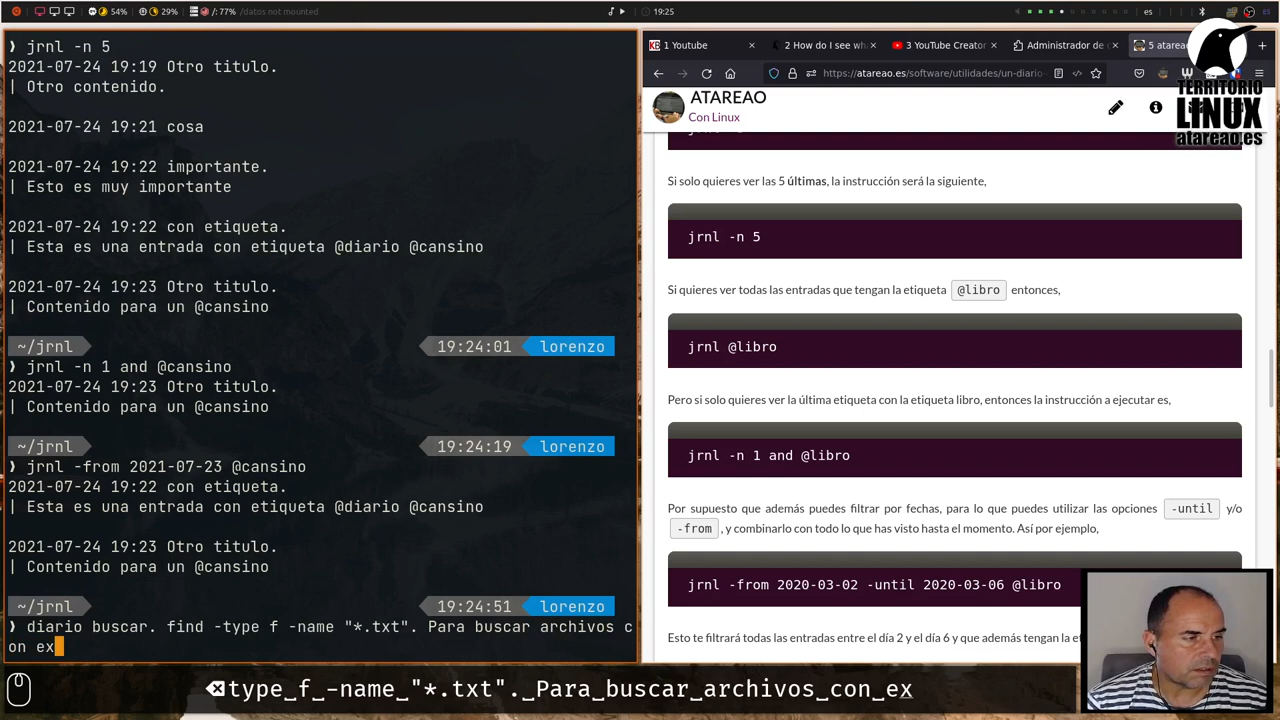 54% 29% /: 77% /datos not mounted 19:25 es es
❯ jrnl -n 5
2021-07-24 19:19 Otro titulo.
| Otro contenido.
2021-07-24 19:21 cosa
2021-07-24 19:22 importante.
| Esto es muy importante
2021-07-24 19:22 con etiqueta.
| Esta es una entrada con etiqueta @diario @cansino
2021-07-24 19:23 Otro titulo.
| Contenido para un @cansino
~/jrnl 19:24:01 lorenzo
❯ jrnl -n 1 and @cansino
2021-07-24 19:23 Otro titulo.
| Contenido para un @cansino
~/jrnl 19:24:19 lorenzo
❯ jrnl -from 2021-07-23 @cansino
2021-07-24 19:22 con etiqueta.
| Esta es una entrada con etiqueta @diario @cansino
2021-07-24 19:23 Otro titulo.
| Contenido para un @cansino
~/jrnl 19:24:51 lorenzo
❯ diario buscar. find -type f -name "*.txt". Para buscar archivos c
on ex
1 Youtube 2 How do I see wha 3 YouTube Creator Administrador de e 5 atarea
https://atareao.es/software/utilidades/un-diario-
ATAREAO
Con Linux
TERRITORIO
LINUX
atareao.es
Si solo quieres ver las 5 últimas, la instrucción será la siguiente,
jrnl -n 5
Si quieres ver todas las entradas que tengan la etiqueta @libro entonces,
jrnl @libro
Pero si solo quieres ver la última etiqueta con la etiqueta libro, entonces la instrucción a ejecutar es,
jrnl -n 1 and @libro
Por supuesto que además puedes filtrar por fechas, para lo que puedes utilizar las opciones -until y/o
-from , y combinarlo con todo lo que has visto hasta el momento. Así por ejemplo,
jrnl -from 2020-03-02 -until 2020-03-06 @libro
Esto te filtrará todas las entradas entre el día 2 y el día 6 y que además tengan la et
type_f_-name_"*.txt"._Para_buscar_archivos_con_ex